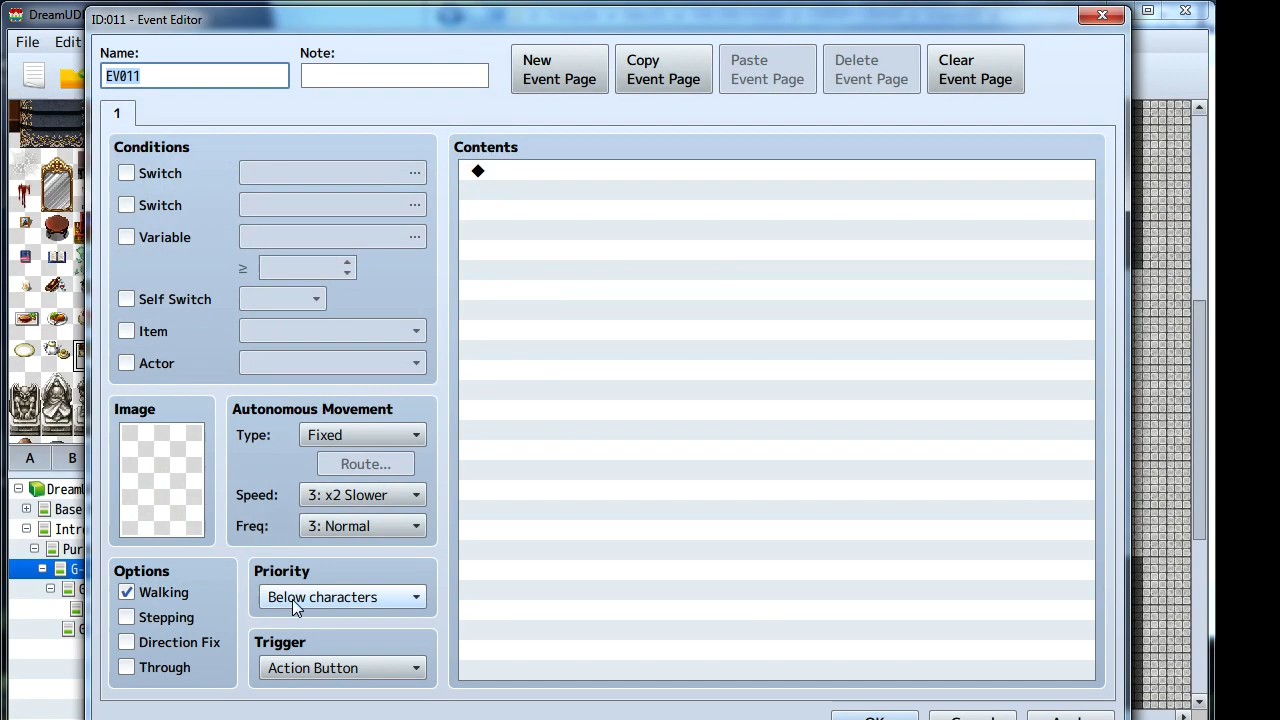 DreamUD
ID:011 - Event Editor
File Edit
Name:
Note:
EV011
New
Event Page
Copy
Event Page
Paste
Event Page
Delete
Event Page
Clear
Event Page
1
Conditions
Contents
Switch ...
◆
Switch ...
Variable ...
≥
Self Switch
Item
Actor
Image
Autonomous Movement
Type: Fixed
Route...
Speed: 3: x2 Slower
Freq: 3: Normal
Options
Priority
Walking
Below characters
Stepping
Direction Fix
Trigger
Through
Action Button
A B
Dream
Base
Intr
Pur
G-
OK